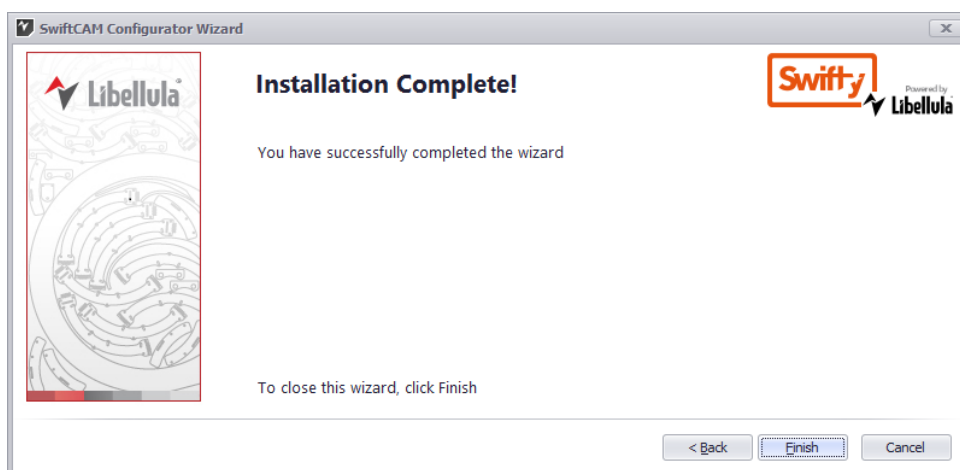 SwiftCAM Configurator Wizard
Libellula
Installation Complete!
Swifty
Powered by
Libellula
You have successfully completed the wizard
To close this wizard, click Finish
< Back
Finish
Cancel